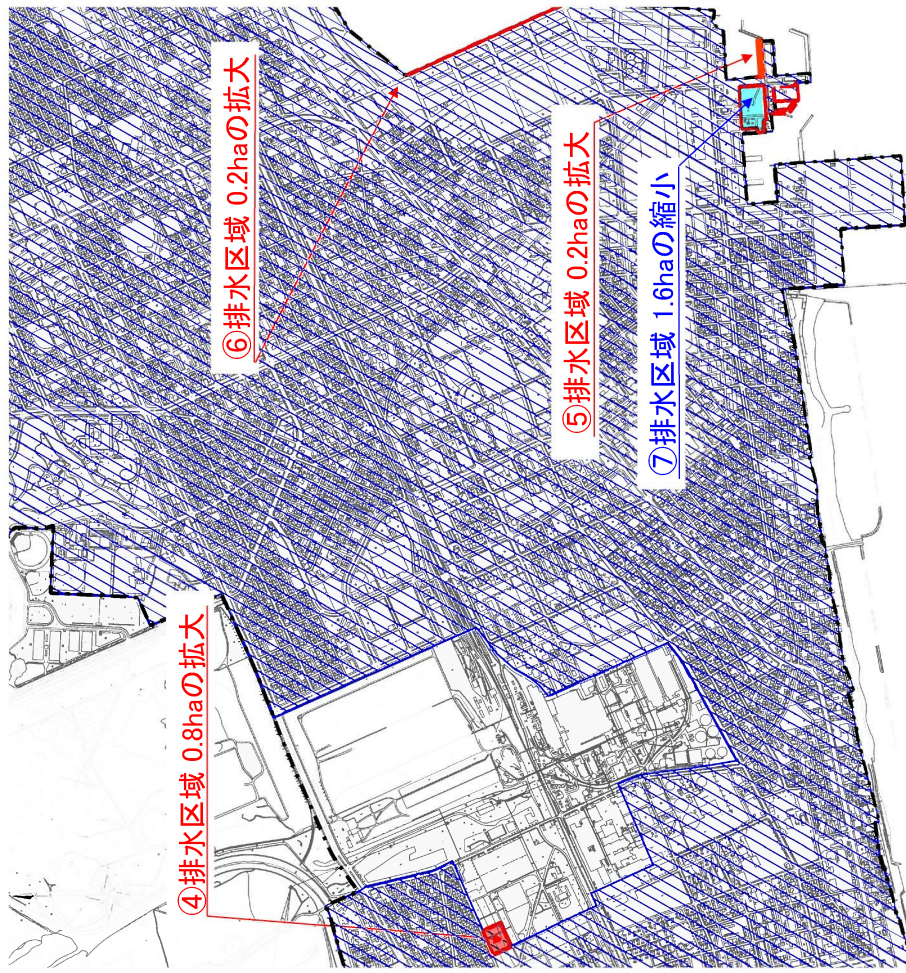 ④排水区域 0.8haの拡大
⑥排水区域 0.2haの拡大
⑤排水区域 0.2haの拡大
⑦排水区域 1.6haの縮小